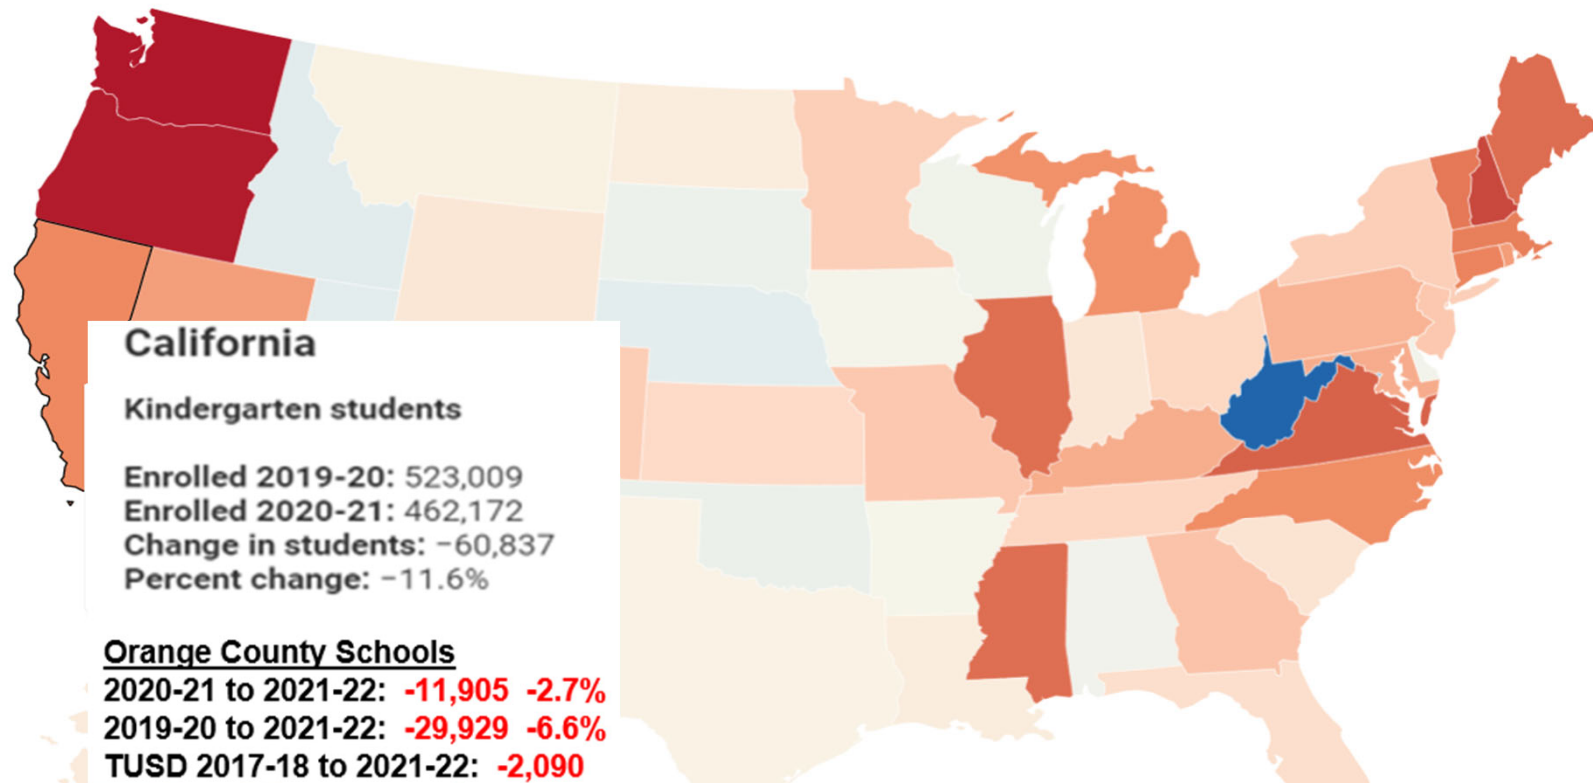 California
Kindergarten students
Enrolled 2019-20: 523,009
Enrolled 2020-21: 462,172
Change in students: −60,837
Percent change: −11.6%
Orange County Schools
2020-21 to 2021-22: -11,905 -2.7%
2019-20 to 2021-22: -29,929 -6.6%
TUSD 2017-18 to 2021-22: -2,090